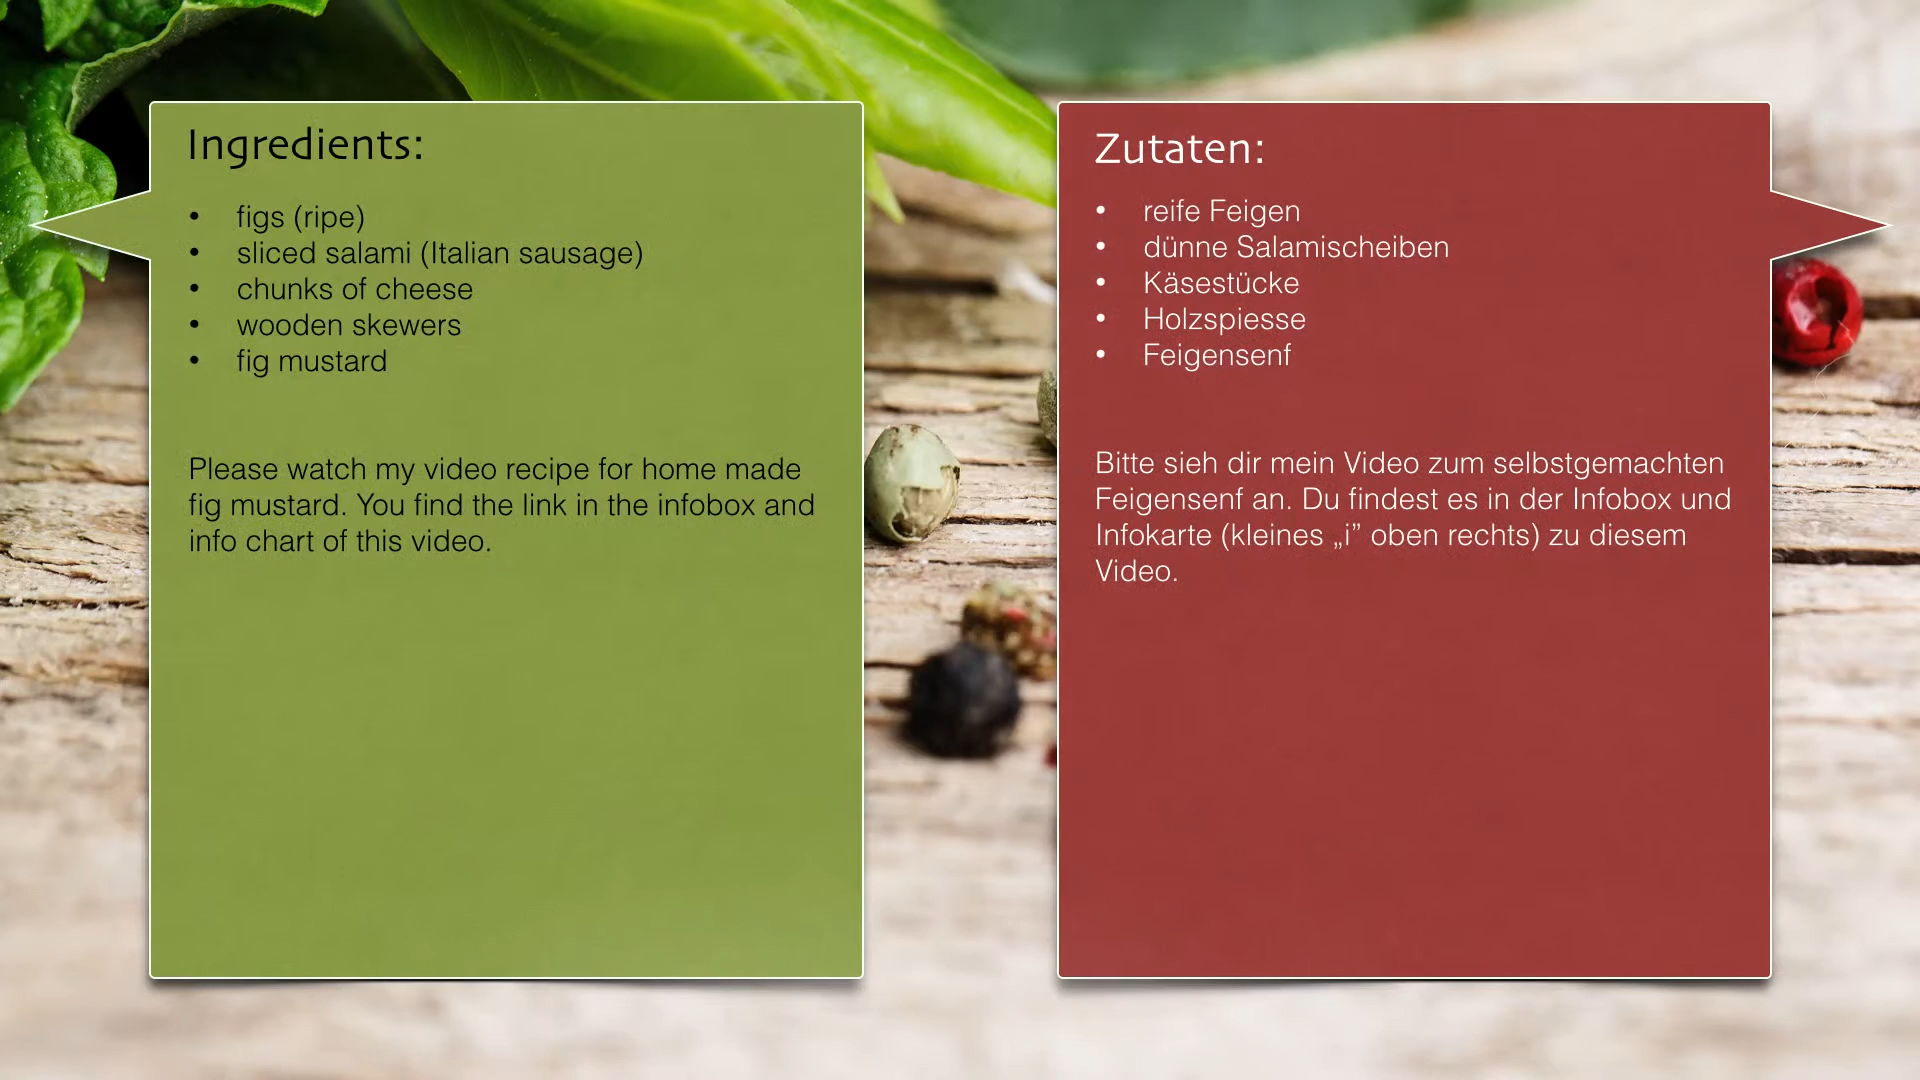 Ingredients:
• figs (ripe)
• sliced salami (Italian sausage)
• chunks of cheese
• wooden skewers
• fig mustard
Please watch my video recipe for home made
fig mustard. You find the link in the infobox and
info chart of this video.
Zutaten:
• reife Feigen
• dünne Salamischeiben
• Käsestücke
• Holzspiesse
• Feigensenf
Bitte sieh dir mein Video zum selbstgemachten
Feigensenf an. Du findest es in der Infobox und
Infokarte (kleines „i” oben rechts) zu diesem
Video.